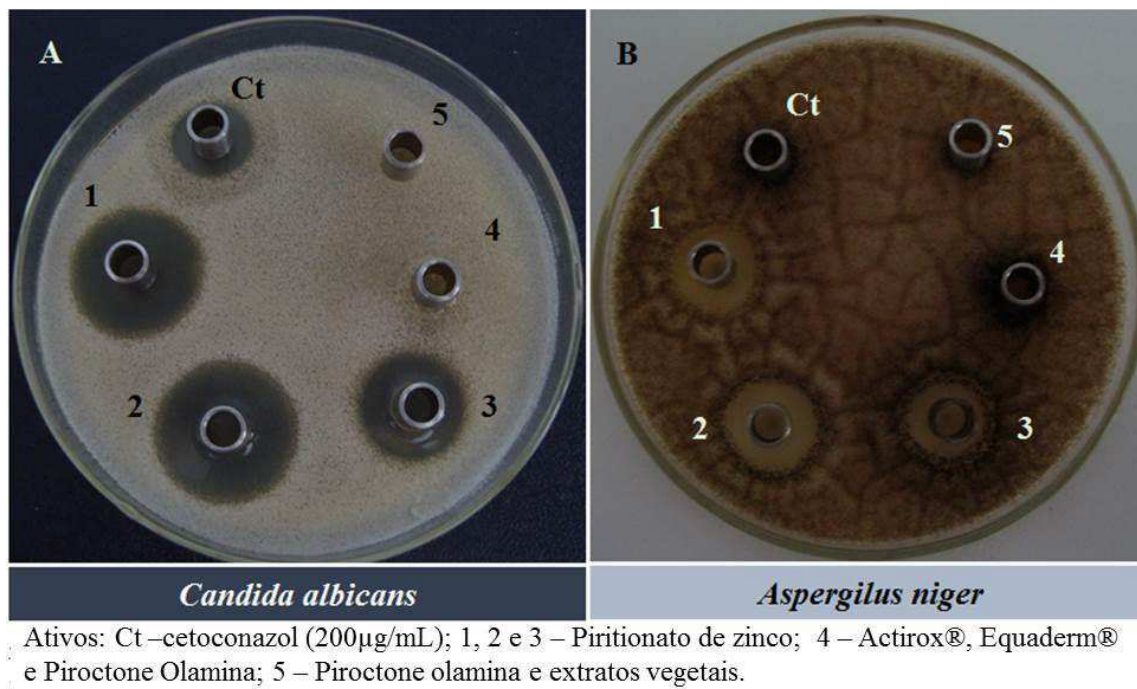 A
Ct
5
1
4
2
3
B
Ct
5
1
4
2
3
Candida albicans
Aspergilus niger
Ativos: Ct –cetoconazol (200µg/mL); 1, 2 e 3 – Piritionato de zinco; 4 – Actirox®, Equaderm®
e Piroctone Olamina; 5 – Piroctone olamina e extratos vegetais.